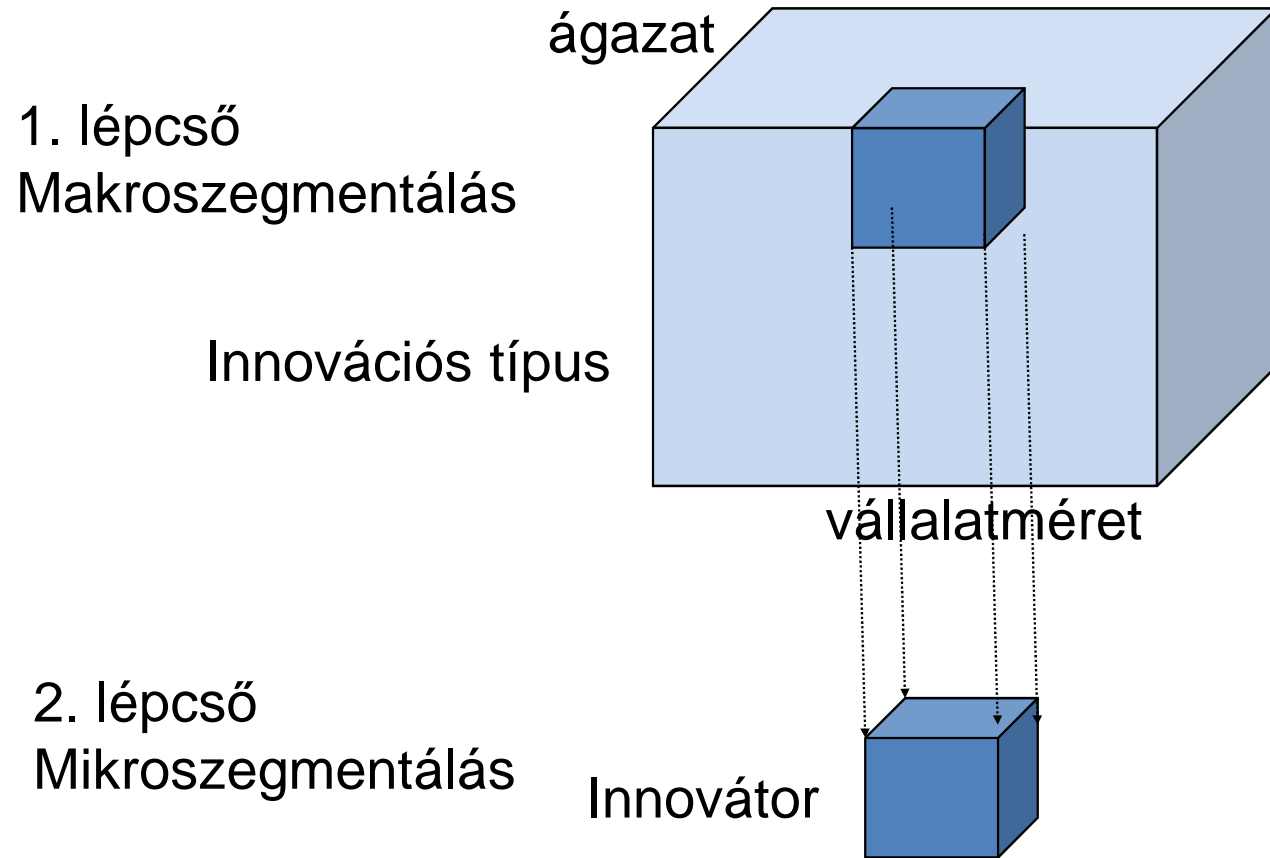 ágazat
1. lépcső
Makroszegmentálás
Innovációs típus
vállalatméret
2. lépcső
Mikroszegmentálás
Innovátor